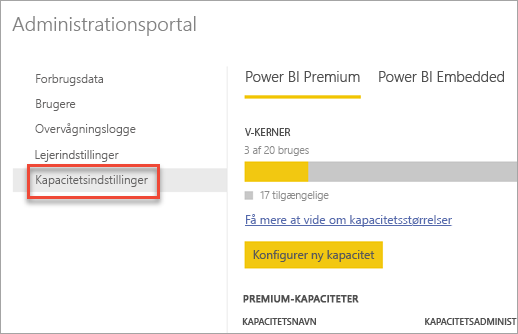 Administrationsportal
Forbrugsdata
Brugere
Overvågningslogge
Lejerindstillinger
Kapacitetsindstillinger
Power BI Premium Power BI Embedded
V-KERNER
3 af 20 bruges
17 tilgængelige
Få mere at vide om kapacitetsstørrelser
Konfigurer ny kapacitet
PREMIUM-KAPACITETER
KAPACITETSNAVN KAPACITETSADMINIST